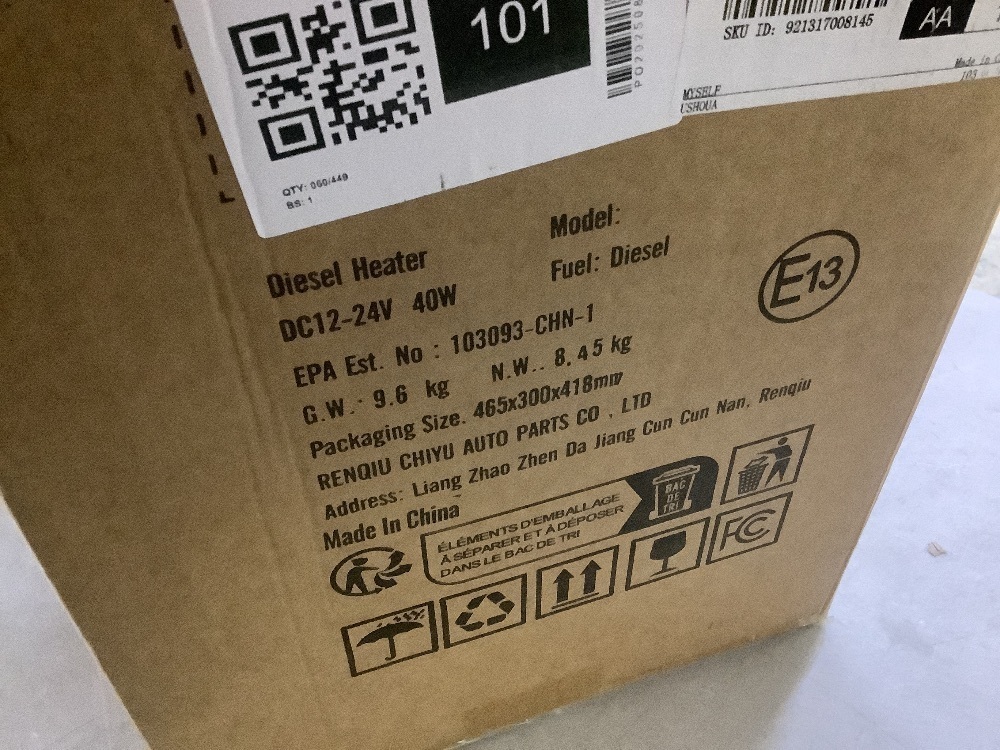 101
SKU ID: 921317008145
AA
MYSELF
USHOUA
QTY: 060/449
BS: 1
Model:
Diesel Heater
Fuel: Diesel
DC12-24V 40W
E13
EPA Est. No : 103093-CHN-1
G.W.: 9.6 kg N.W.. 8.45 kg
Packaging Size. 465x300x418mm
RENQIU CHIYU AUTO PARTS CO . LTD
Address: Liang Zhao Zhen Da Jiang Cun Cun Nan, Renqiu
Made In China
ÉLÉMENTS D'EMBALLAGE
À SÉPARER ET À DÉPOSER
DANS LE BAC DE TRI
BAC
DE
TRI
FC